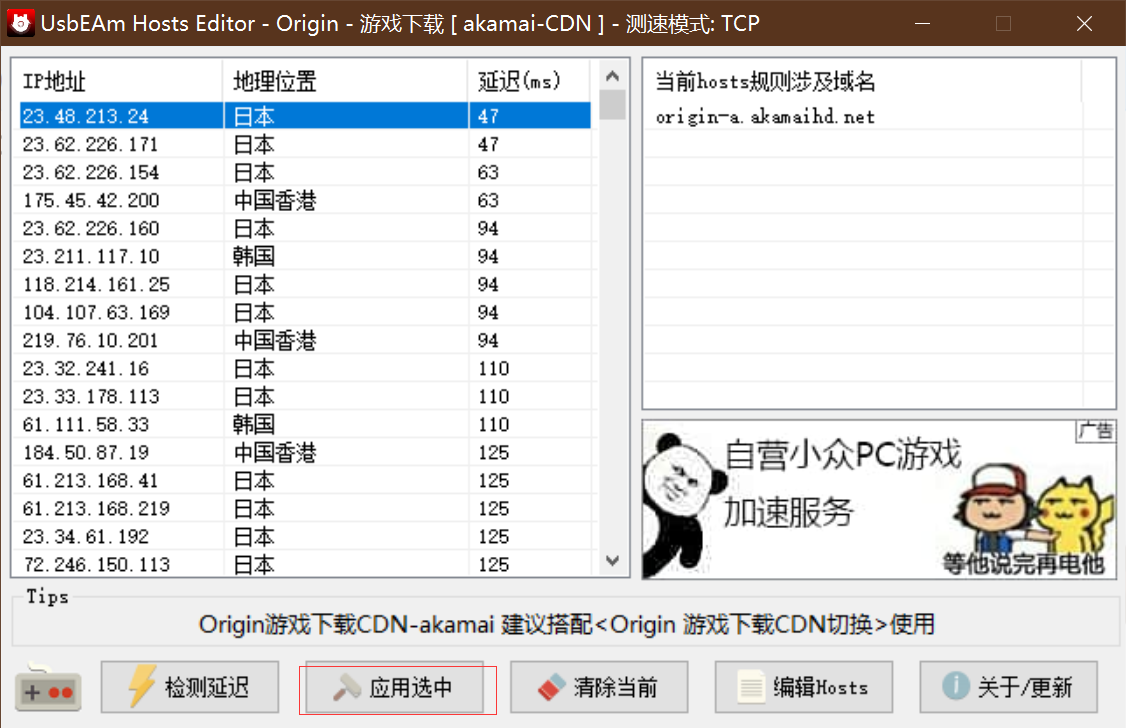 UsbEAm Hosts Editor - Origin - 游戏下载 [ akamai-CDN ] - 测速模式: TCP
IP地址 地理位置 延迟(ms)
23.48.213.24 日本 47
23.62.226.171 日本 47
23.62.226.154 日本 63
175.45.42.200 中国香港 63
23.62.226.160 日本 94
23.211.117.10 韩国 94
118.214.161.25 日本 94
104.107.63.169 日本 94
219.76.10.201 中国香港 94
23.32.241.16 日本 110
23.33.178.113 日本 110
61.111.58.33 韩国 110
184.50.87.19 中国香港 125
61.213.168.41 日本 125
61.213.168.219 日本 125
23.34.61.192 日本 125
72.246.150.113 日本 125
当前hosts规则涉及域名
origin-a.akamaihd.net
广告
自营小众PC游戏
加速服务
等他说完再电他
Tips
Origin游戏下载CDN-akamai 建议搭配<Origin 游戏下载CDN切换>使用
检测延迟 应用选中 清除当前 编辑Hosts 关于/更新